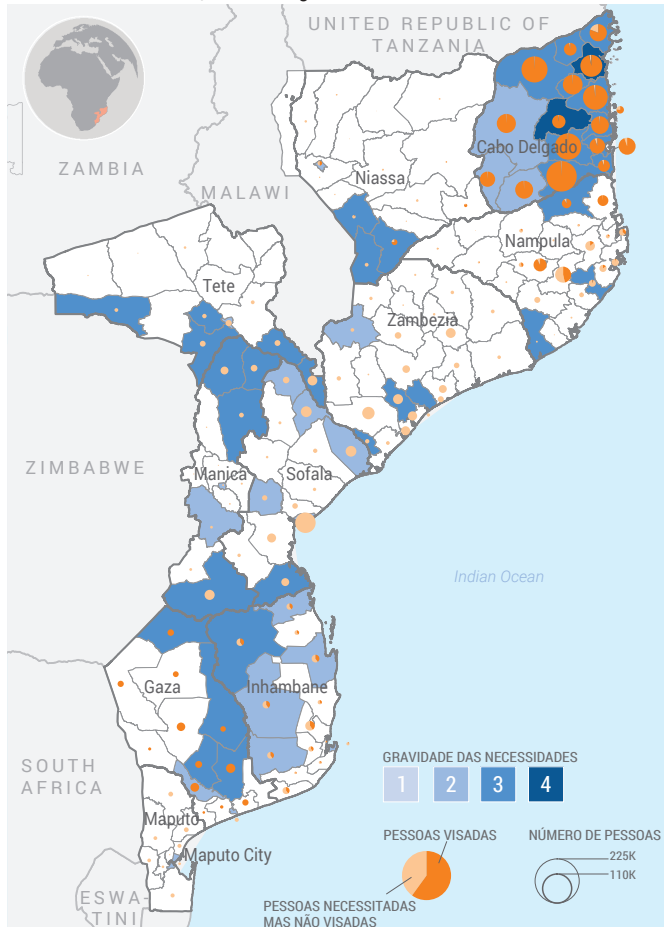 UNITED REPUBLIC OF
TANZANIA
ZAMBIA
MALAWI
Cabo Delgado
Niassa
Nampula
Tete
Zambezia
ZIMBABWE
Manica
Sofala
Indian Ocean
Gaza
Inhambane
SOUTH
AFRICA
Maputo
Maputo City
ESWA-
TINI
GRAVIDADE DAS NECESSIDADES
1 2 3 4
PESSOAS VISADAS
NÚMERO DE PESSOAS
225K
110K
PESSOAS NECESSITADAS
MAS NÃO VISADAS